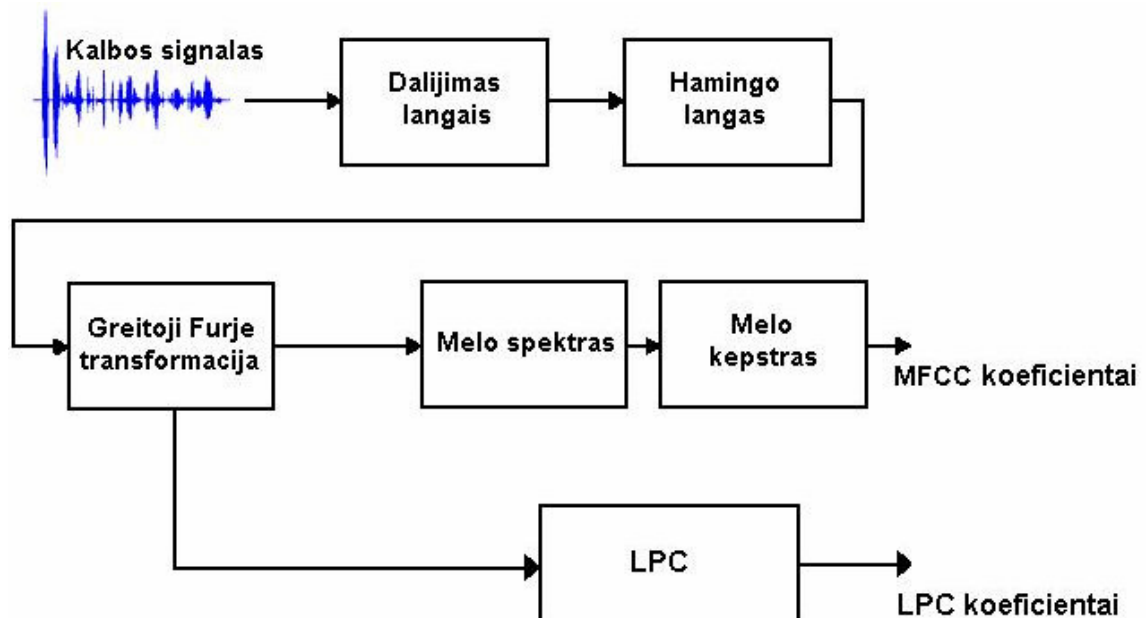 Kalbos signalas
Dalijimas
langais
Hamingo
langas
Greitoji Furje
transformacija
Melo spektras
Melo
kepstras
MFCC koeficientai
LPC
LPC koeficientai